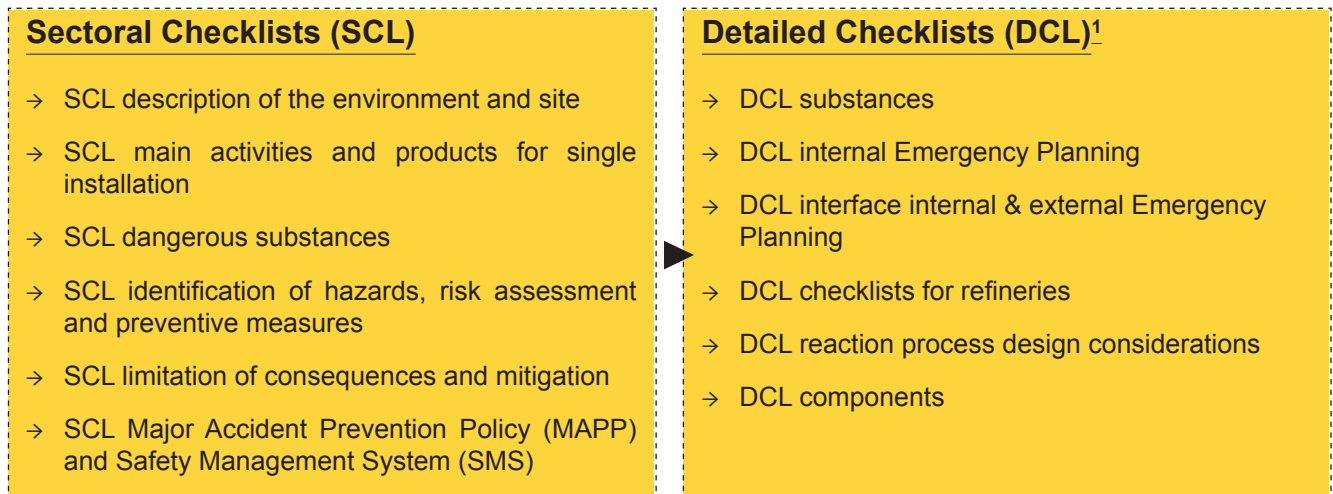 Sectoral Checklists (SCL)
→ SCL description of the environment and site
→ SCL main activities and products for single
installation
→ SCL dangerous substances
→ SCL identification of hazards, risk assessment
and preventive measures
→ SCL limitation of consequences and mitigation
→ SCL Major Accident Prevention Policy (MAPP)
and Safety Management System (SMS)
Detailed Checklists (DCL)1
→ DCL substances
→ DCL internal Emergency Planning
→ DCL interface internal & external Emergency
Planning
→ DCL checklists for refineries
→ DCL reaction process design considerations
→ DCL components